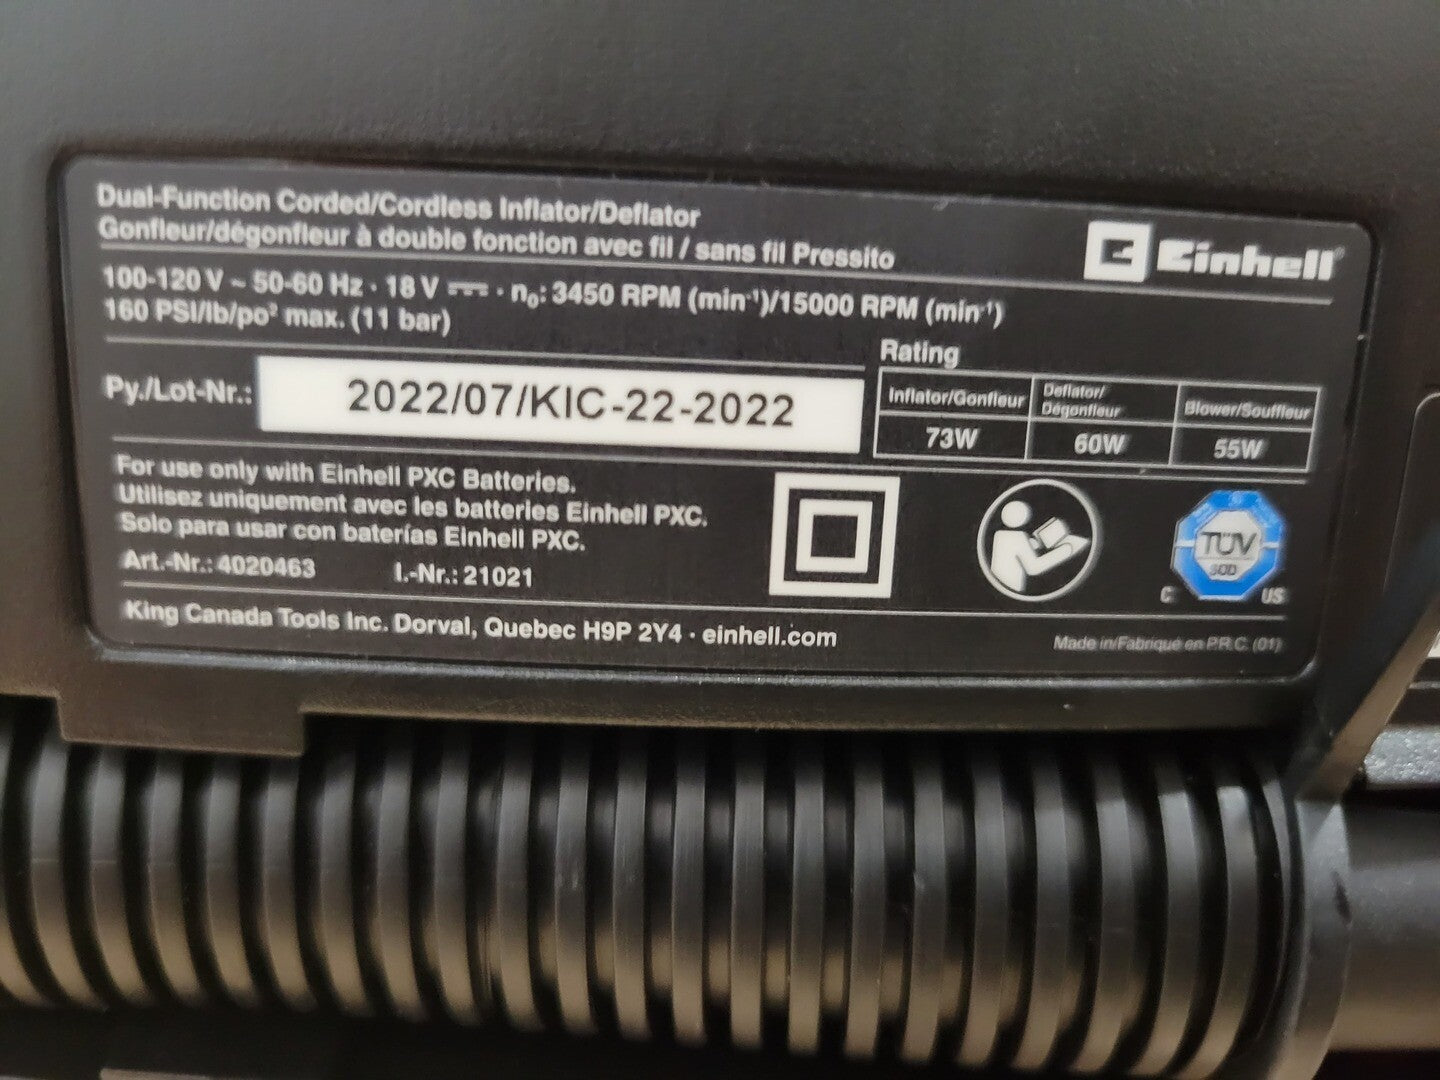 Dual-Function Corded/Cordless Inflator/Deflator
Gonfleur/dégonfleur à double fonction avec fil / sans fil Pressito
Einhell®
100-120 V ~ 50-60 Hz · 18 V ⎓ · n₀: 3450 RPM (min⁻¹)/15000 RPM (min⁻¹)
160 PSI/lb/po² max. (11 bar)
Py./Lot-Nr.: 2022/07/KIC-22-2022
Rating
Inflator/Gonfleur Deflator/Dégonfleur Blower/Souffleur
73W 60W 55W
For use only with Einhell PXC Batteries.
Utilisez uniquement avec les batteries Einhell PXC.
Solo para usar con baterías Einhell PXC.
Art.-Nr.: 4020463 I.-Nr.: 21021
TÜV
SÜD
C US
King Canada Tools Inc. Dorval, Quebec H9P 2Y4 · einhell.com
Made in/Fabriqué en P.R.C. (01)